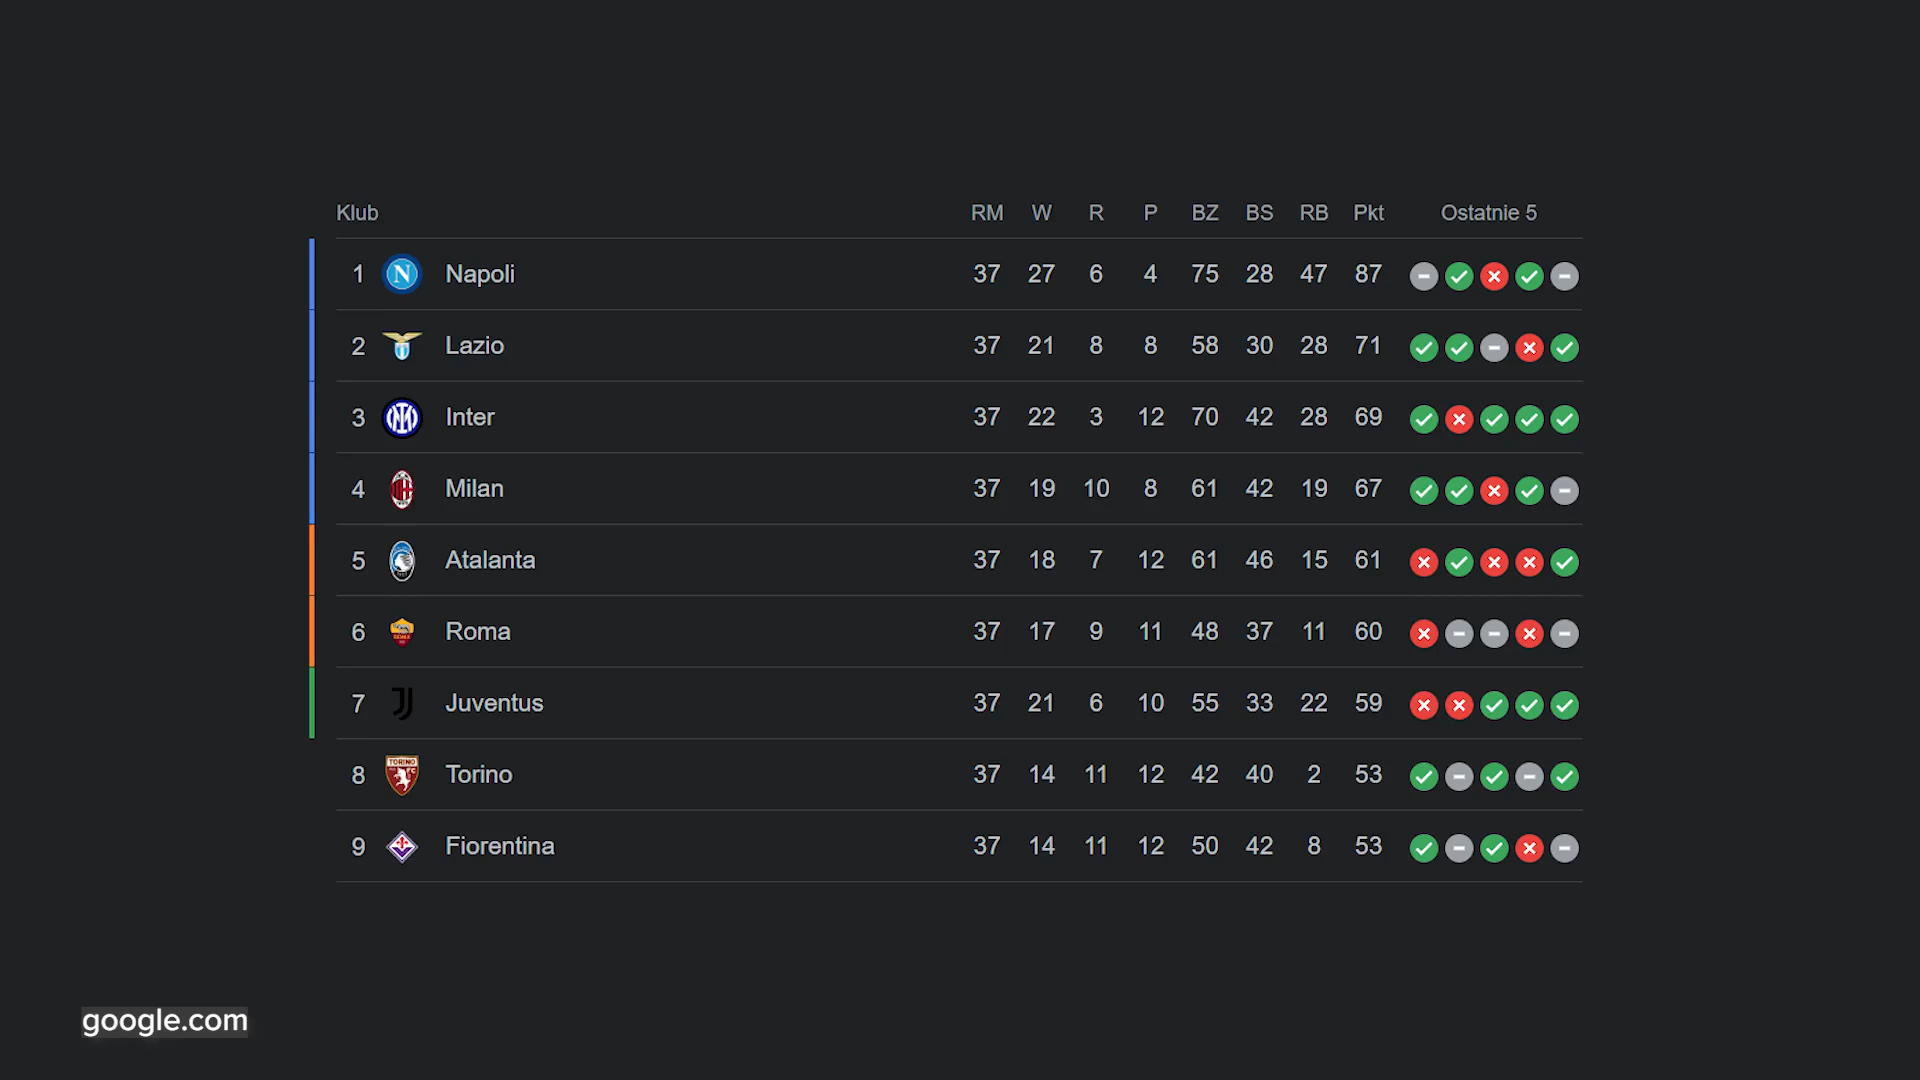 Klub RM W R P BZ BS RB Pkt Ostatnie 5
1 N Napoli 37 27 6 4 75 28 47 87
2 Lazio 37 21 8 8 58 30 28 71
3 Inter 37 22 3 12 70 42 28 69
4 Milan 37 19 10 8 61 42 19 67
5 Atalanta 37 18 7 12 61 46 15 61
6 Roma 37 17 9 11 48 37 11 60
7 Juventus 37 21 6 10 55 33 22 59
8 TORINO FC Torino 37 14 11 12 42 40 2 53
9 Fiorentina 37 14 11 12 50 42 8 53
google.com